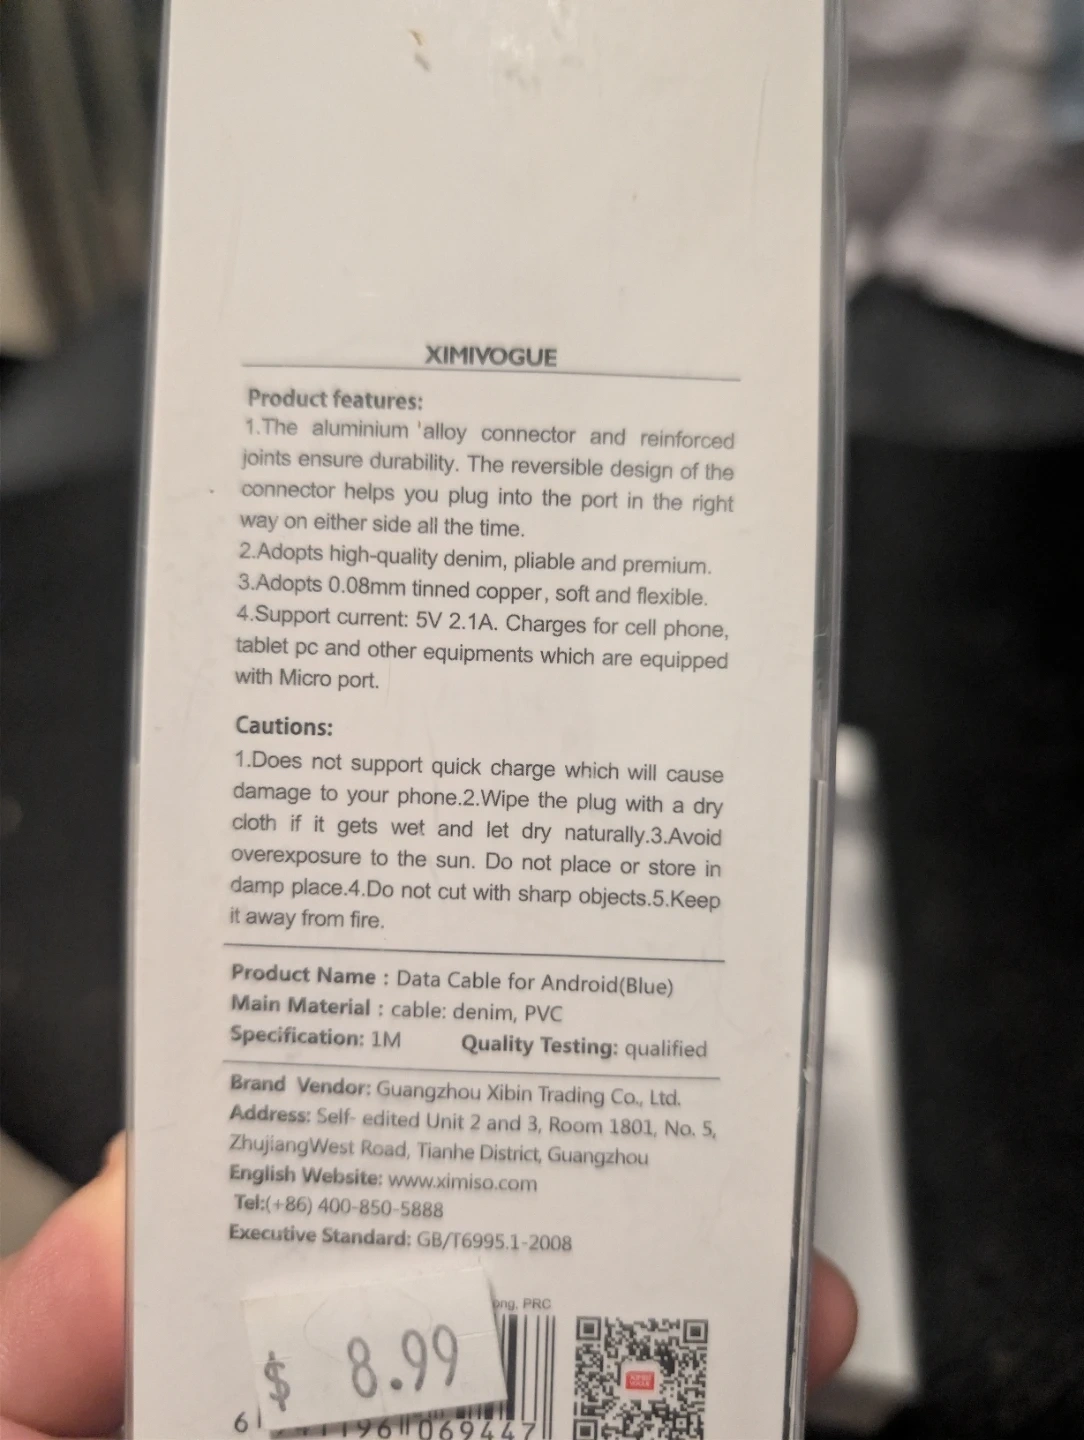 XIMIVOGUE
Product features:
1.The aluminium 'alloy connector and reinforced
joints ensure durability. The reversible design of the
connector helps you plug into the port in the right
way on either side all the time.
2.Adopts high-quality denim, pliable and premium.
3.Adopts 0.08mm tinned copper, soft and flexible.
4.Support current: 5V 2.1A. Charges for cell phone,
tablet pc and other equipments which are equipped
with Micro port.
Cautions:
1.Does not support quick charge which will cause
damage to your phone.2.Wipe the plug with a dry
cloth if it gets wet and let dry naturally.3.Avoid
overexposure to the sun. Do not place or store in
damp place.4.Do not cut with sharp objects.5.Keep
it away from fire.
Product Name : Data Cable for Android(Blue)
Main Material : cable: denim, PVC
Specification: 1M Quality Testing: qualified
Brand Vendor: Guangzhou Xibin Trading Co., Ltd.
Address: Self- edited Unit 2 and 3, Room 1801, No. 5,
ZhujiangWest Road, Tianhe District, Guangzhou
English Website: www.ximiso.com
Tel:(+86) 400-850-5888
Executive Standard: GB/T6995.1-2008
PRC
$ 8.99
6 069447